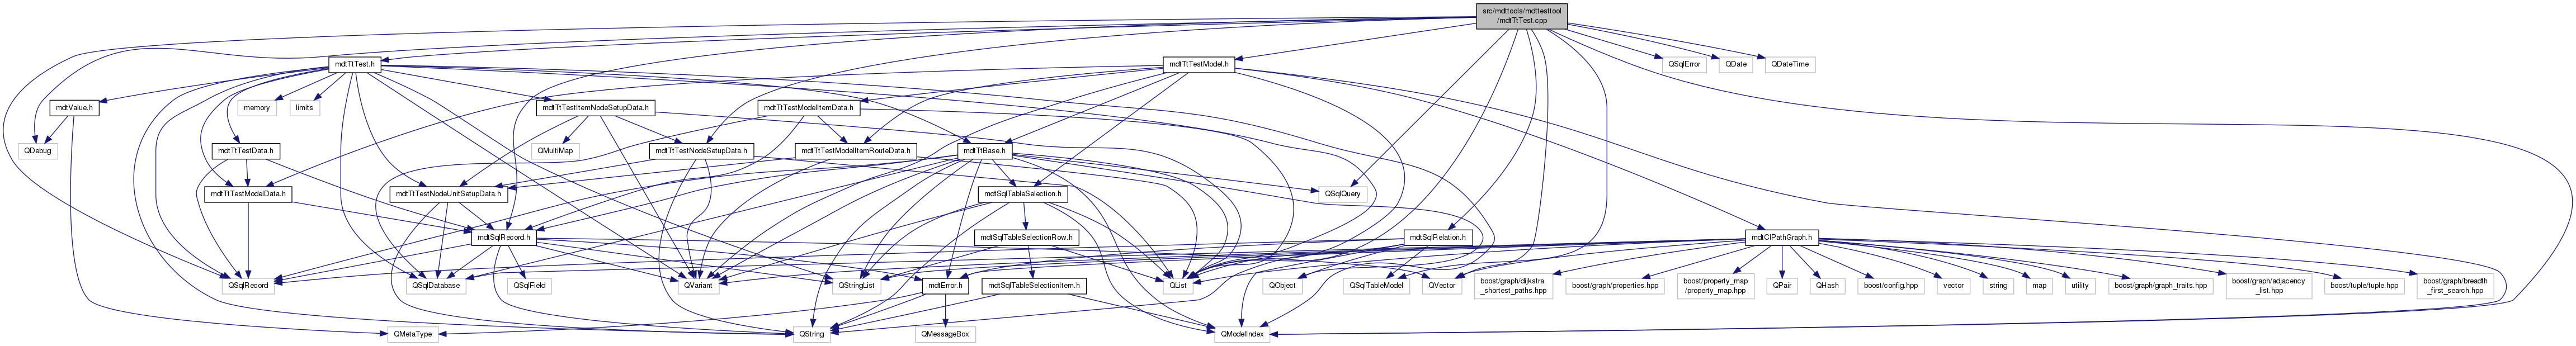 src/mdttools/mdttesttool
/mdtTtTest.cpp
mdtTtTest.h
mdtTtTestModel.h
QSqlError
QDate
QDateTime
mdtValue.h
memory
limits
mdtTtTestItemNodeSetupData.h
mdtTtTestModelItemData.h
QDebug
mdtTtTestData.h
QMultiMap
mdtTtTestNodeSetupData.h
mdtTtTestModelItemRouteData.h
mdtTtBase.h
mdtTtTestModelData.h
mdtTtTestNodeUnitSetupData.h
mdtSqlTableSelection.h
QSqlQuery
mdtSqlRecord.h
mdtSqlTableSelectionRow.h
mdtSqlRelation.h
mdtClPathGraph.h
QSqlRecord
QSqlDatabase
QSqlField
QVariant
QStringList
mdtError.h
mdtSqlTableSelectionItem.h
QList
QObject
QSqlTableModel
QVector
boost/graph/dijkstra
_shortest_paths.hpp
boost/graph/properties.hpp
boost/property_map
/property_map.hpp
QPair
QHash
boost/config.hpp
vector
string
map
utility
boost/graph/graph_traits.hpp
boost/graph/adjacency
_list.hpp
boost/tuple/tuple.hpp
boost/graph/breadth
_first_search.hpp
QMetaType
QString
QMessageBox
QModelIndex